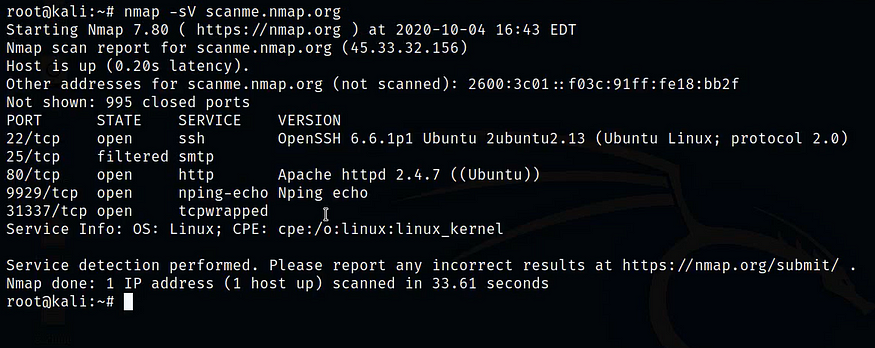 root@kali:~# nmap -sV scanme.nmap.org
Starting Nmap 7.80 ( https://nmap.org ) at 2020-10-04 16:43 EDT
Nmap scan report for scanme.nmap.org (45.33.32.156)
Host is up (0.20s latency).
Other addresses for scanme.nmap.org (not scanned): 2600:3c01::f03c:91ff:fe18:bb2f
Not shown: 995 closed ports
PORT      STATE    SERVICE    VERSION
22/tcp    open     ssh        OpenSSH 6.6.1p1 Ubuntu 2ubuntu2.13 (Ubuntu Linux; protocol 2.0)
25/tcp    filtered smtp
80/tcp    open     http       Apache httpd 2.4.7 ((Ubuntu))
9929/tcp  open     nping-echo Nping echo
31337/tcp open     tcpwrapped
Service Info: OS: Linux; CPE: cpe:/o:linux:linux_kernel

Service detection performed. Please report any incorrect results at https://nmap.org/submit/ .
Nmap done: 1 IP address (1 host up) scanned in 33.61 seconds
root@kali:~#